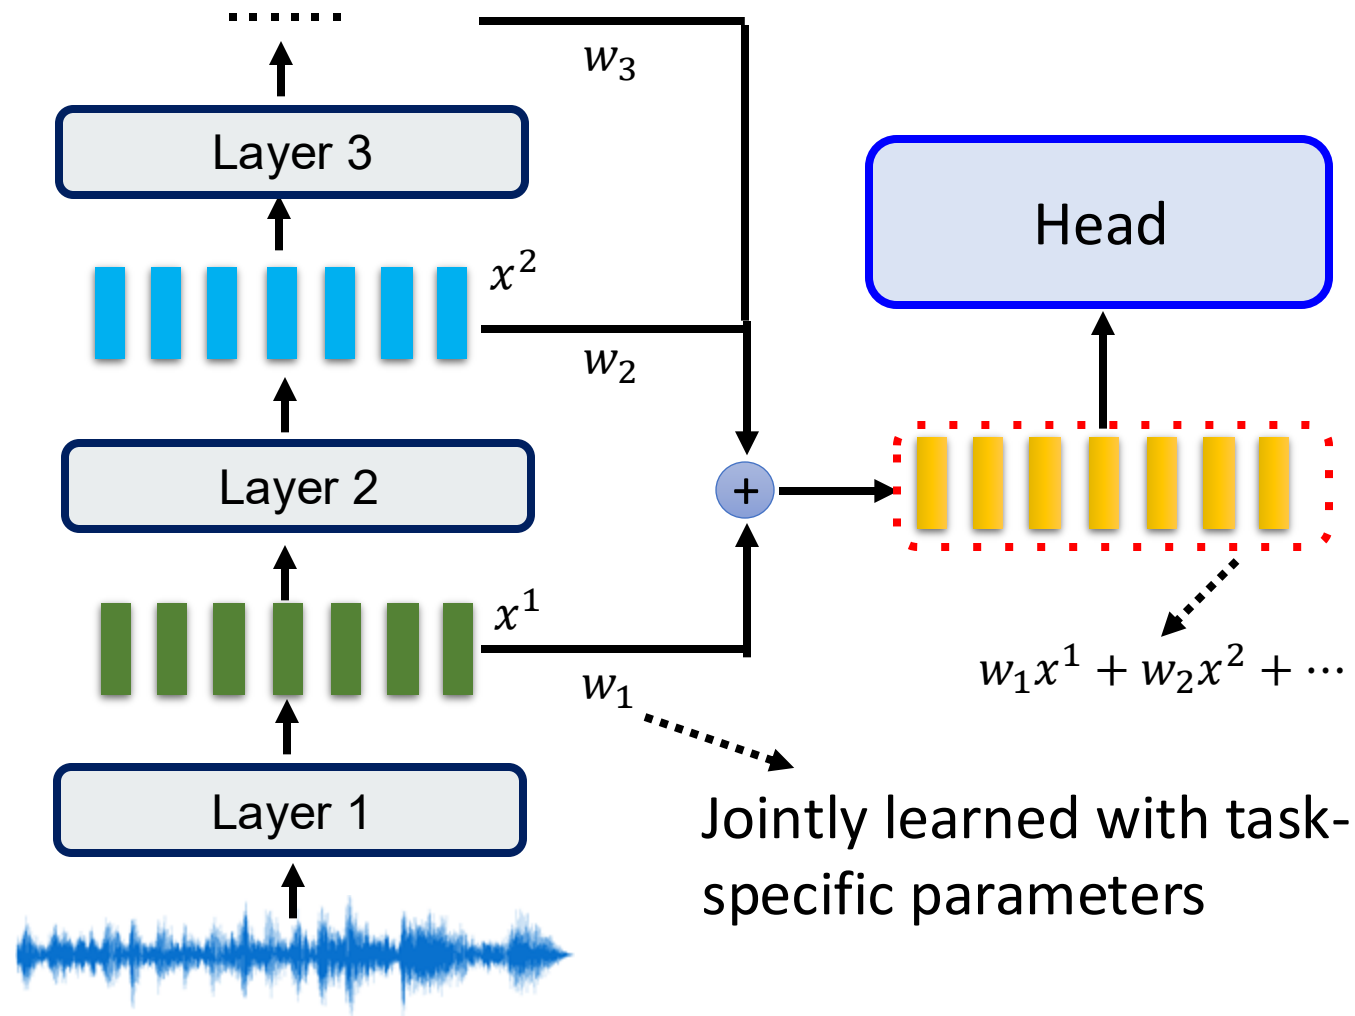 w₃
Layer 3
Head
x²
w₂
Layer 2
+
x¹
w₁
w₁x¹ + w₂x² + ⋯
Layer 1
Jointly learned with task-
specific parameters